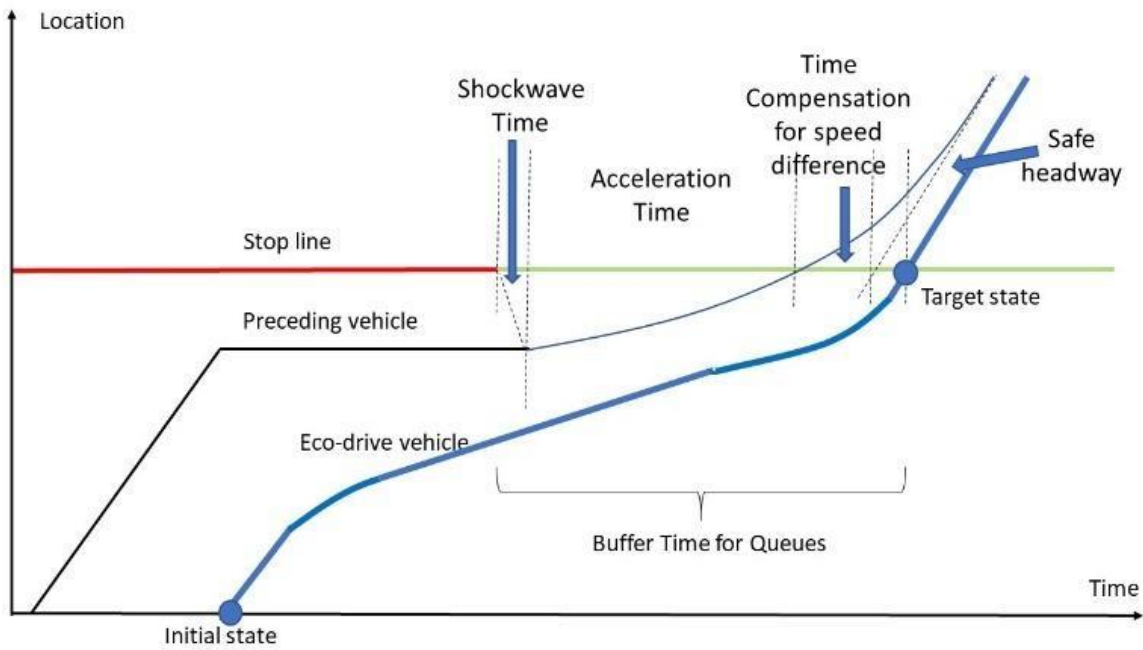 Location
Shockwave
Time
Time
Compensation
for speed
difference
Safe
headway
Acceleration
Time
Stop line
Target state
Preceding vehicle
Eco-drive vehicle
Buffer Time for Queues
Time
Initial state